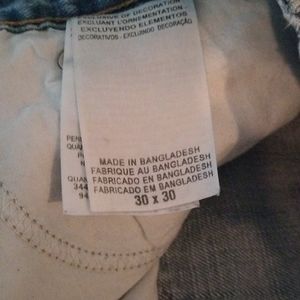 EXCLUSIVE OF DECORATION
EXCLUANT L'ORNEMENTATION
EXCLUYENDO ELEMENTOS
DECORATIVOS - EXCLUINDO DECORAÇÃO
MADE IN BANGLADESH
FABRIQUE AU BANGLADESH
FABRICADO EN BANGLADESH
FABRICADO EM BANGLADESH
30 x 30